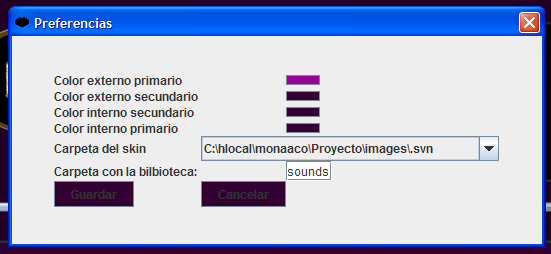 Preferencias
Color externo primario
Color externo secundario
Color interno secundario
Color interno primario
Carpeta del skin C:\hlocal\monaaco\Proyecto\images\.svn
Carpeta con la bilbioteca: sounds
Guardar Cancelar